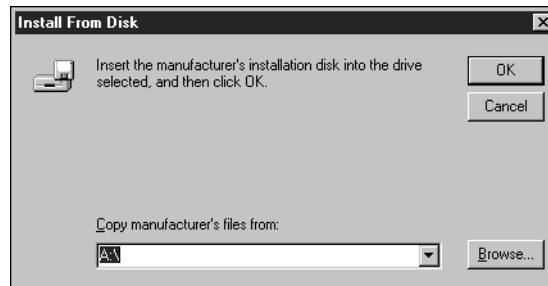 Install From Disk
Insert the manufacturer's installation disk into the drive
selected, and then click OK.
OK
Cancel
Copy manufacturer's files from:
A:\
Browse...